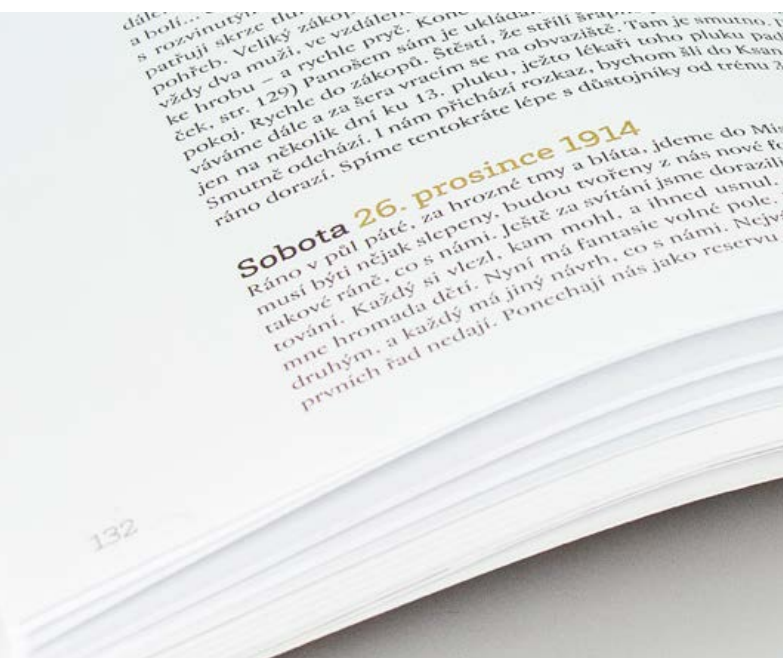 a bolí...
s rozvinutým
patřují skrze
pohřeb. Veliký
vždy dva muži, ve vzdálen
ke hrobu – a rychle pryč. Kone
ček, str. 129) Panošem sám je ukládán
pokoj. Rychle do zákopů. Štěstí, že střílí
váváme dále a za šera vracím se na obvaziště. Tam je smutno.
jen na několik dní ku 13. pluku, ježto lékaři toho pluku pad
Smutně odchází. I nám přichází rozkaz, bychom šli do Ksan
ráno dorazí. Spíme tentokráte lépe s důstojníky od trénu
Sobota 26. prosince 1914
Ráno v půl páté, za hrozné tmy a bláta, jdeme do
musí býti nějak slepeny, budou tvořeny z nás nové
takové ráně, co s námi. Ještě za svítání jsme dorazili
tování. Každý si vlezl, kam mohl, a ihned usnul.
mne hromada dětí. Nyní má fantasie volné pole,
druhým, a každý má jiný návrh, co s námi.
prvních řad nedají. Ponechají nás jako reservu
132